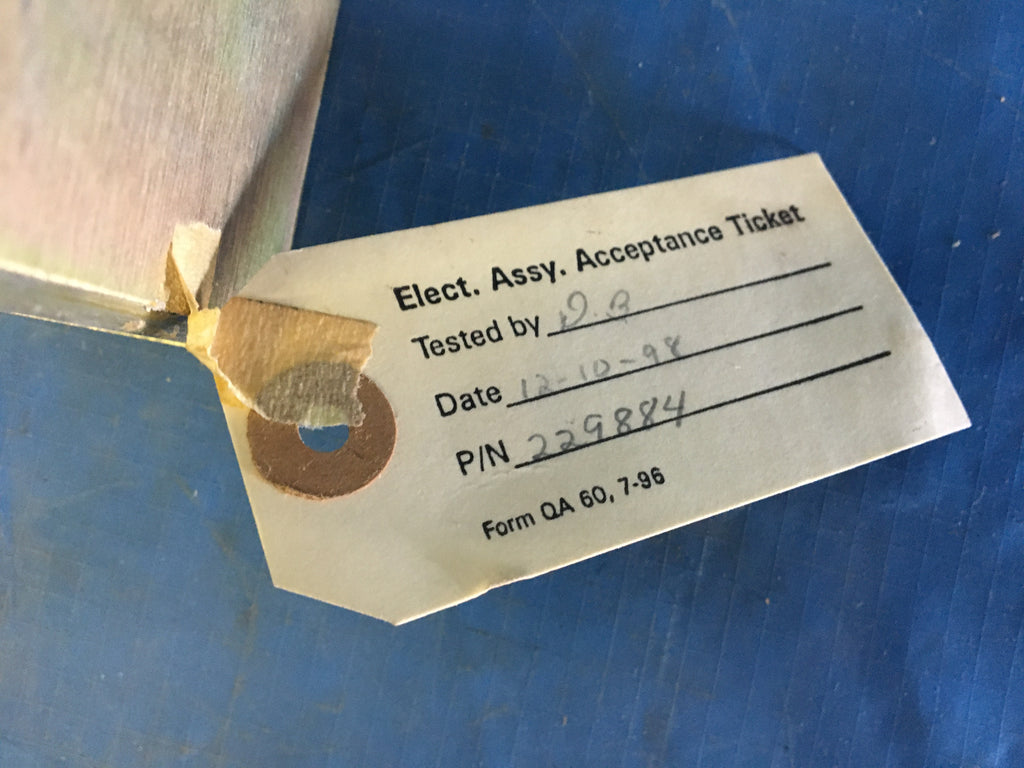 Elect. Assy. Acceptance Ticket
Tested by D.B
Date 12-10-98
P/N 229884
Form QA 60, 7-96